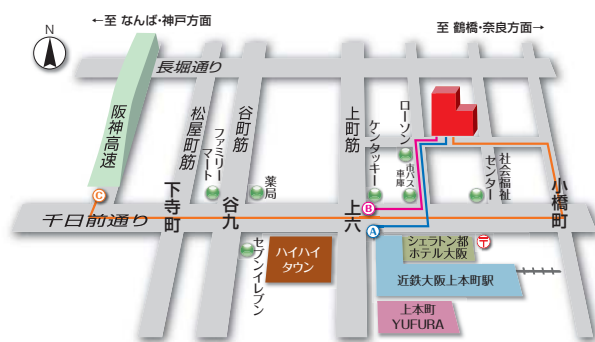 ←至 なんば・神戸方面
至 鶴橋・奈良方面→
N
長堀通り
阪神高速
松屋町筋
谷町筋
上町筋
ファミリー
マート
薬局
ケンタッキー
ローソン
市バス
車庫
社会福祉
センター
下寺町
谷九
上六
小橋町
千日前通り
C
B
A
セブンイレブン
ハイハイ
タウン
シェラトン都
ホテル大阪
〒
近鉄大阪上本町駅
上本町
YUFURA